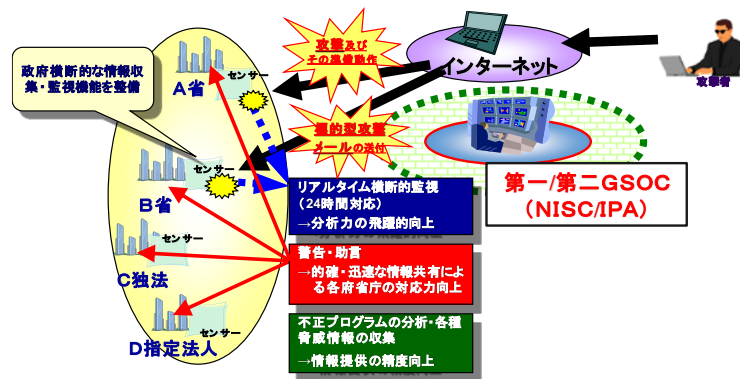 政府横断的な情報収
集・監視機能を整備
センサー
A省
攻撃及び
その準備動作
インターネット
攻撃者
標的型攻撃
メールの送付
センサー
B省
第一/第二GSOC
（NISC/IPA）
リアルタイム横断的監視
（24時間対応）
→分析力の飛躍的向上
センサー
C独法
警告・助言
→的確・迅速な情報共有によ
る各府省庁の対応力向上
センサー
D指定法人
不正プログラムの分析・各種
脅威情報の収集
→情報提供の精度向上